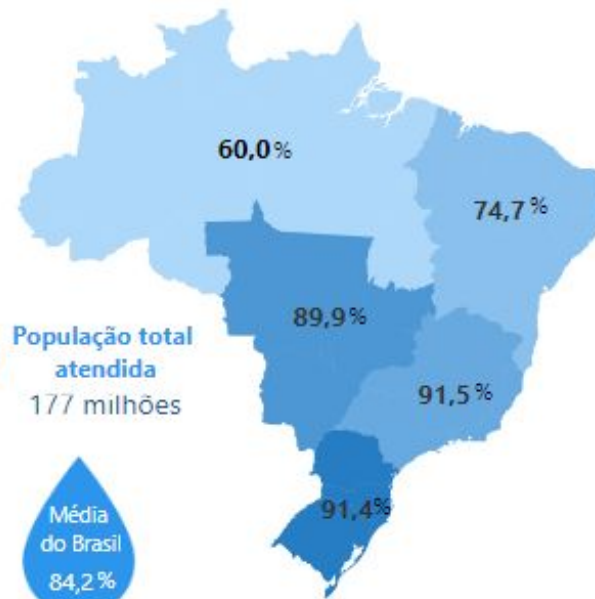 60,0%
74,7%
89,9%
População total
atendida
177 milhões
91,5%
91,4%
Média
do Brasil
84,2%